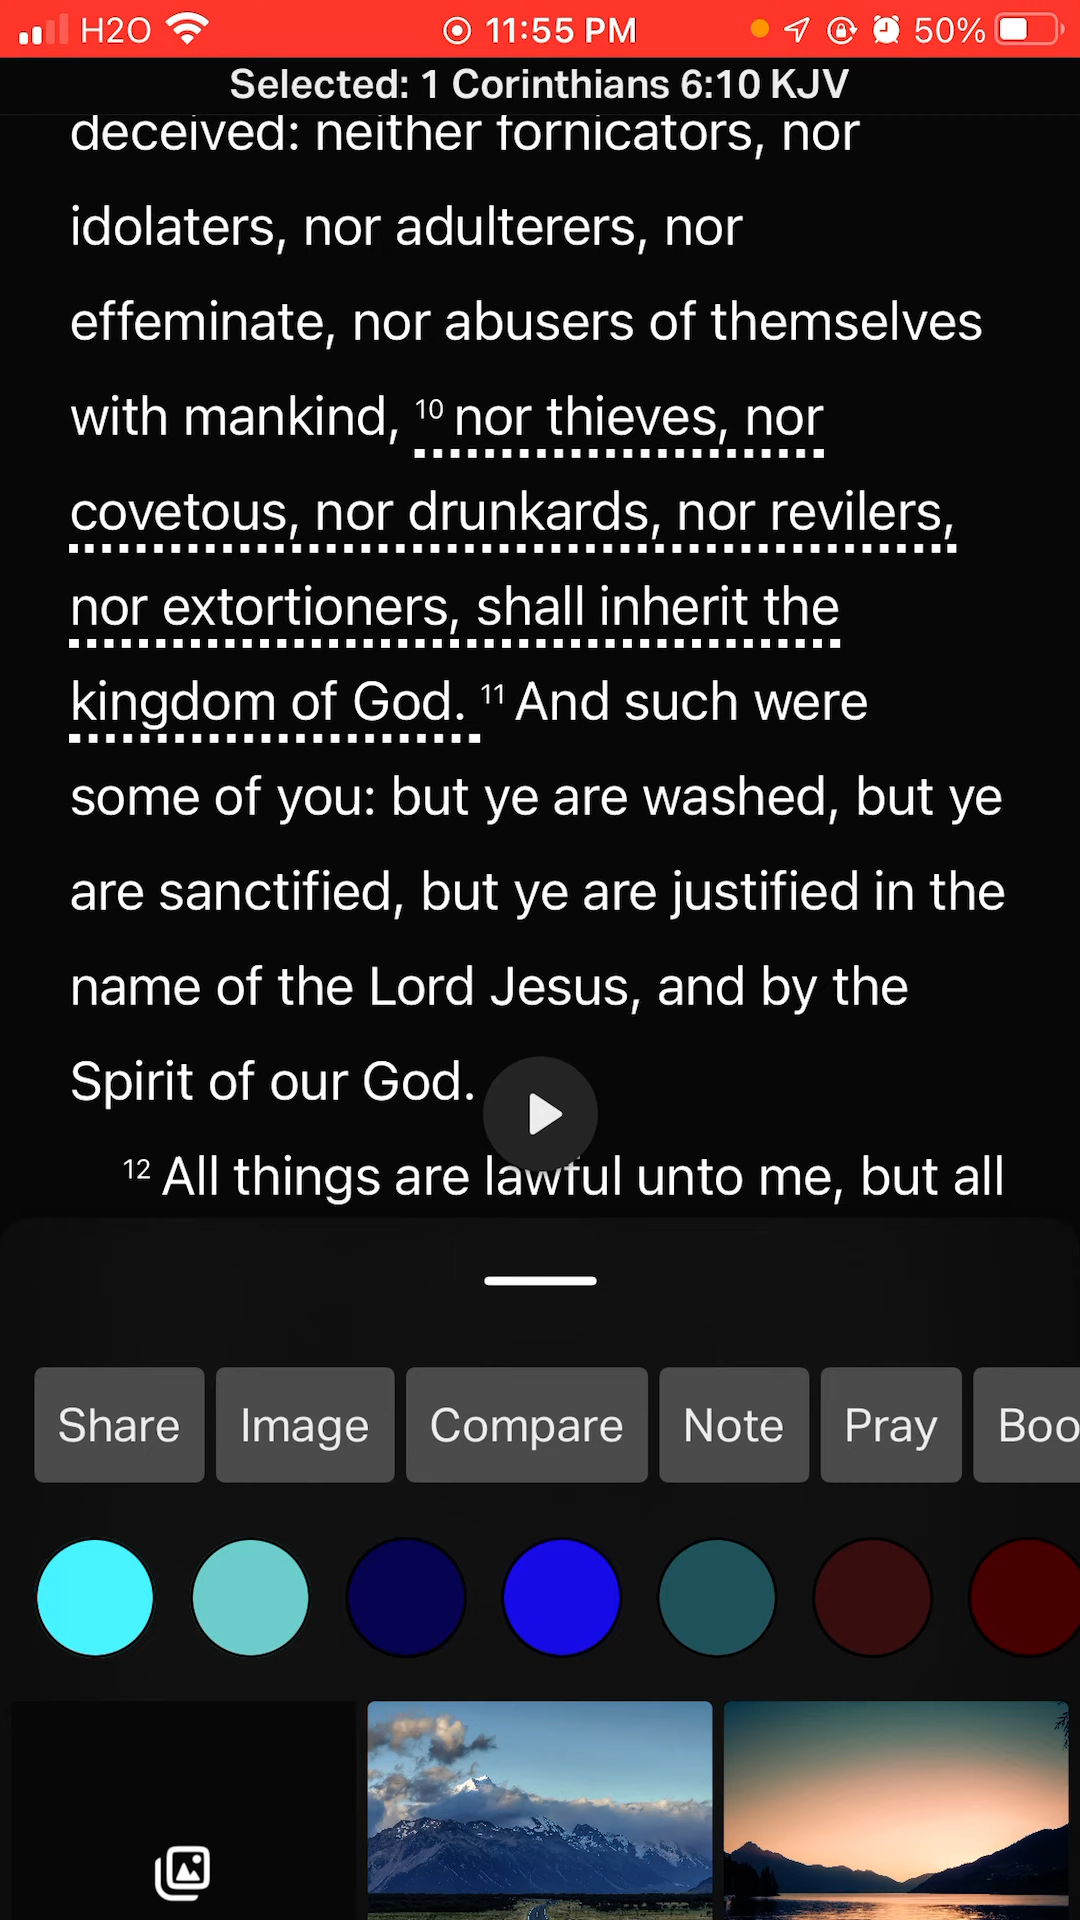 H2O 11:55 PM 50%
Selected: 1 Corinthians 6:10 KJV
deceived: neither fornicators, nor
idolaters, nor adulterers, nor
effeminate, nor abusers of themselves
with mankind, 10 nor thieves, nor
covetous, nor drunkards, nor revilers,
nor extortioners, shall inherit the
kingdom of God. 11 And such were
some of you: but ye are washed, but ye
are sanctified, but ye are justified in the
name of the Lord Jesus, and by the
Spirit of our God.
12 All things are lawful unto me, but all
Share Image Compare Note Pray Boo